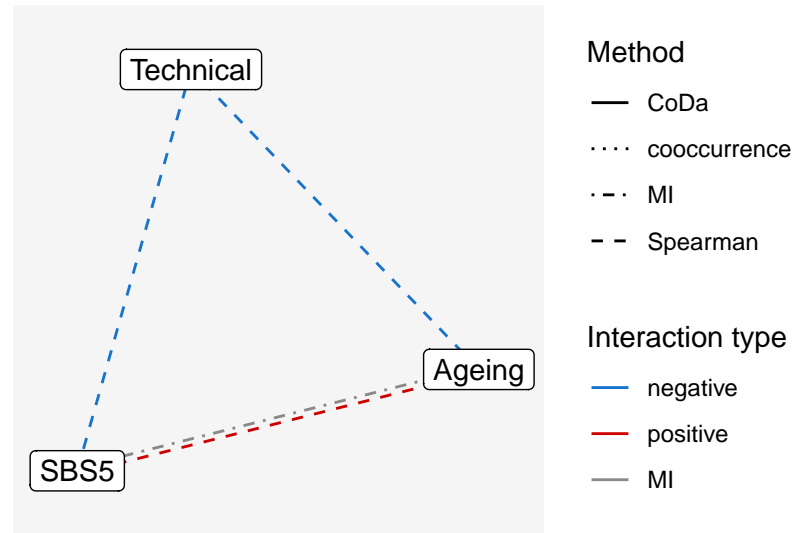 Technical
Ageing
SBS5
Method
CoDa
cooccurrence
MI
Spearman
Interaction type
negative
positive
MI